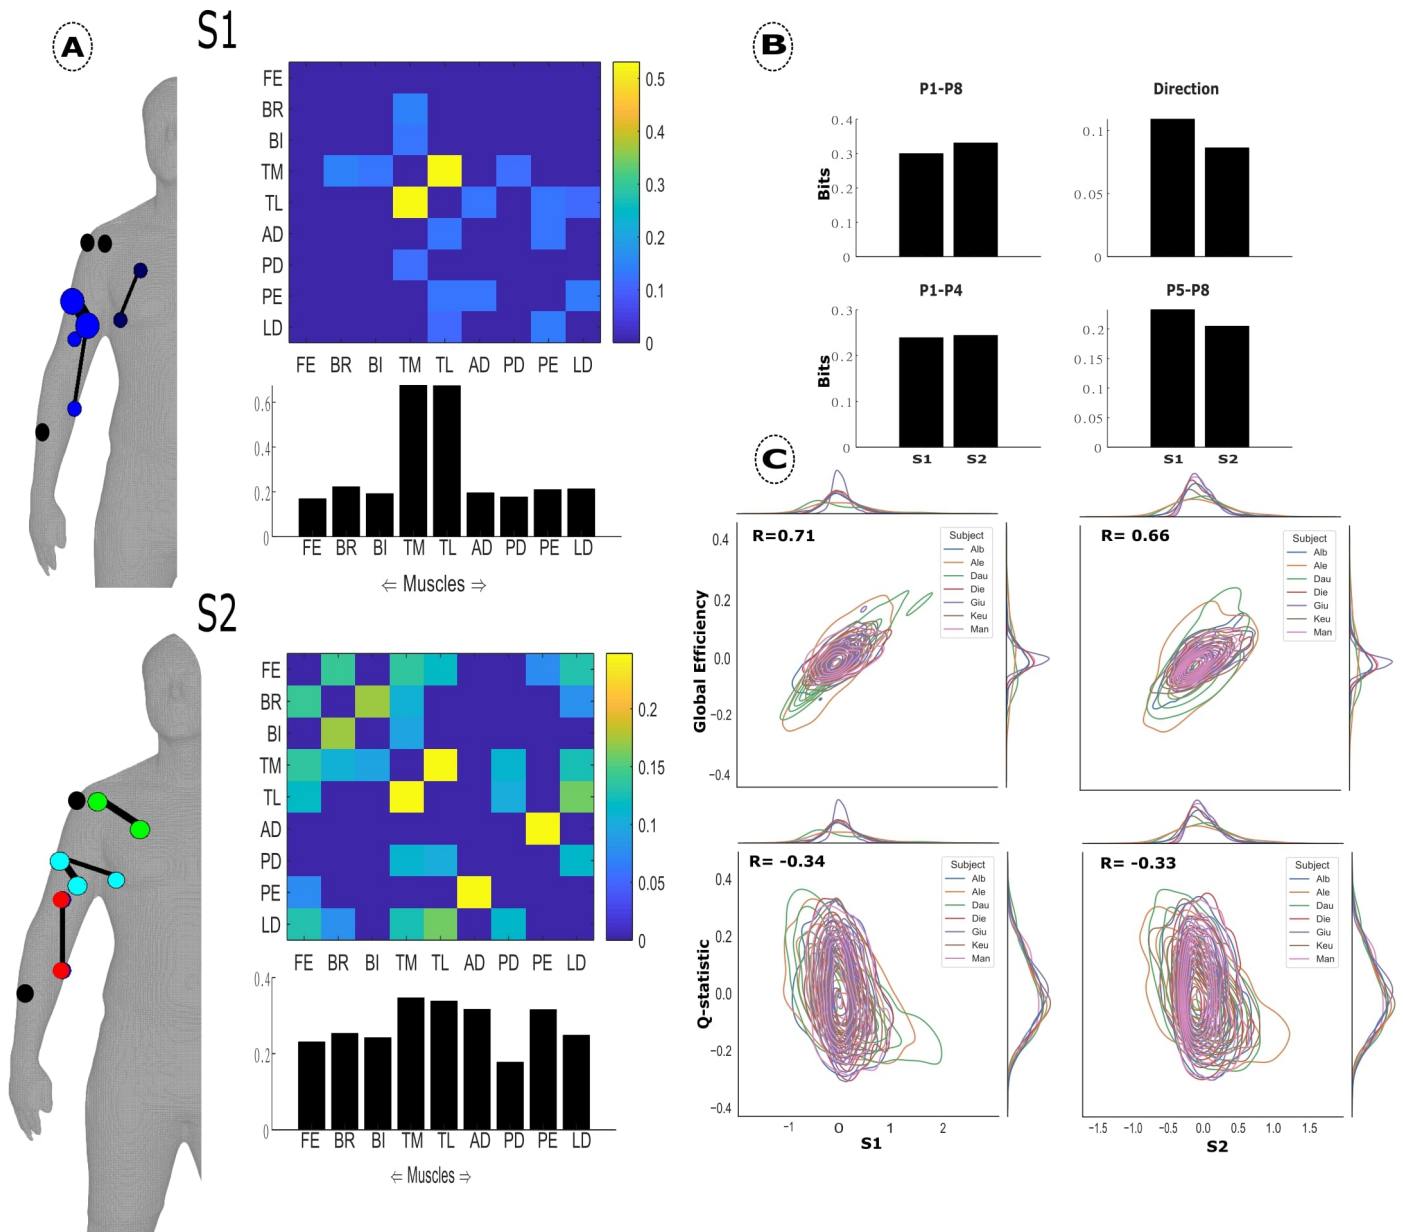 A
S1
FE
BR
BI
TM
TL
AD
PD
PE
LD
0.5
0.4
0.3
0.2
0.1
0
FE BR BI TM TL AD PD PE LD
0.6
0.4
0.2
0
FE BR BI TM TL AD PD PE LD
⇐ Muscles ⇒
S2
FE
BR
BI
TM
TL
AD
PD
PE
LD
0.2
0.15
0.1
0.05
0
FE BR BI TM TL AD PD PE LD
0.4
0.2
0
FE BR BI TM TL AD PD PE LD
⇐ Muscles ⇒
B
P1-P8
Bits
0.4
0.3
0.2
0.1
0
Direction
0.1
0.05
0
P1-P4
Bits
0.3
0.2
0.1
0
S1 S2
P5-P8
0.2
0.15
0.1
0.05
0
S1 S2
C
Global Efficiency
0.4
0.2
0.0
−0.2
−0.4
R=0.71
Subject
Alb
Ale
Dau
Die
Giu
Keu
Man
R= 0.66
Subject
Alb
Ale
Dau
Die
Giu
Keu
Man
Q-statistic
0.4
0.2
0.0
−0.2
−0.4
R= -0.34
Subject
Alb
Ale
Dau
Die
Giu
Keu
Man
−1 0 1 2
S1
R= -0.33
Subject
Alb
Ale
Dau
Die
Giu
Keu
Man
−1.5 −1.0 −0.5 0.0 0.5 1.0 1.5
S2